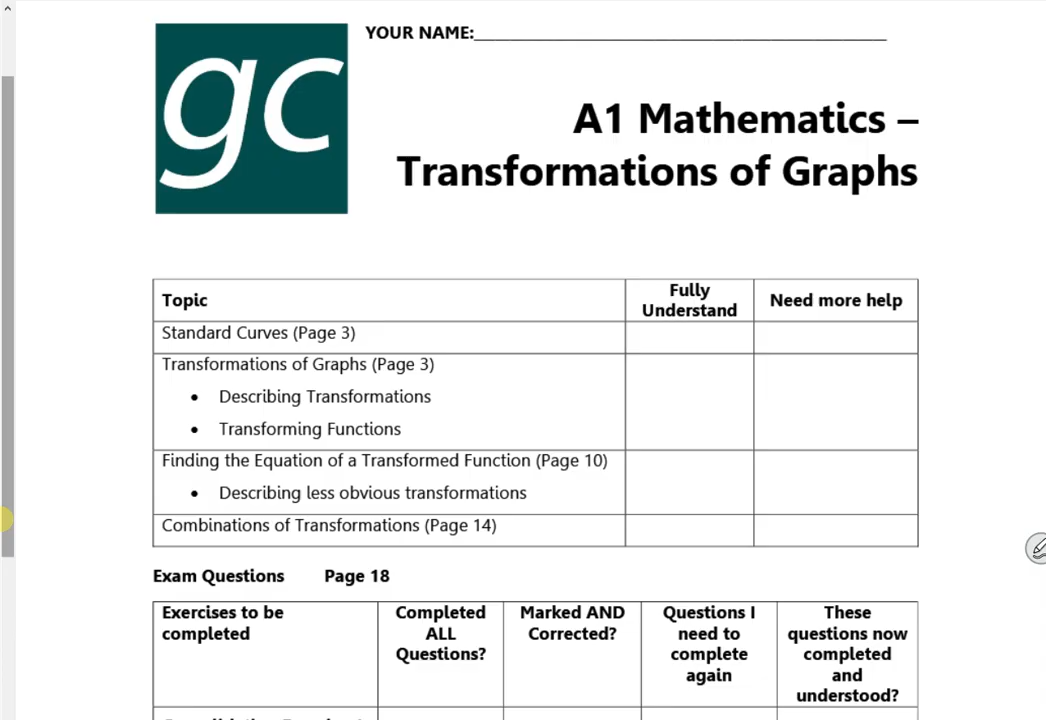 gc
YOUR NAME:
A1 Mathematics –
Transformations of Graphs
Topic
Fully
Understand
Need more help
Standard Curves (Page 3)
Transformations of Graphs (Page 3)
• Describing Transformations
• Transforming Functions
Finding the Equation of a Transformed Function (Page 10)
• Describing less obvious transformations
Combinations of Transformations (Page 14)
Exam Questions Page 18
Exercises to be
completed
Completed
ALL
Questions?
Marked AND
Corrected?
Questions I
need to
complete
again
These
questions now
completed
and
understood?